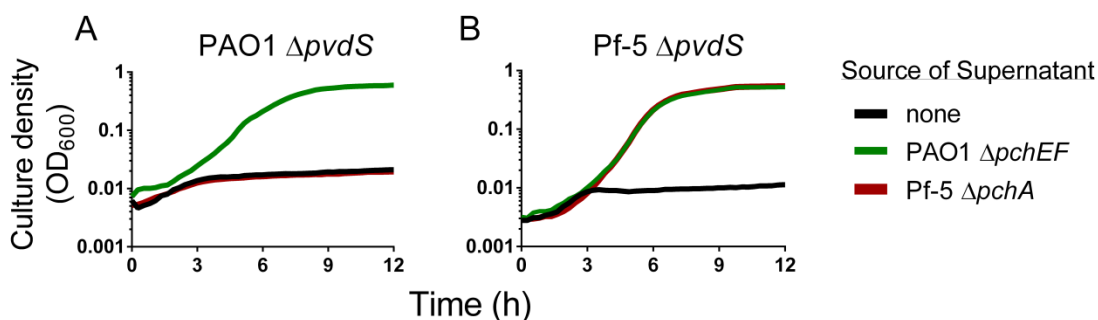 A
PAO1 ΔpvdS
B
Pf-5 ΔpvdS
Culture density
(OD600)
1
0.1
0.01
0.001
0
3
6
9
12
1
0.1
0.01
0.001
0
3
6
9
12
Time (h)
Source of Supernatant
none
PAO1 ΔpchEF
Pf-5 ΔpchA